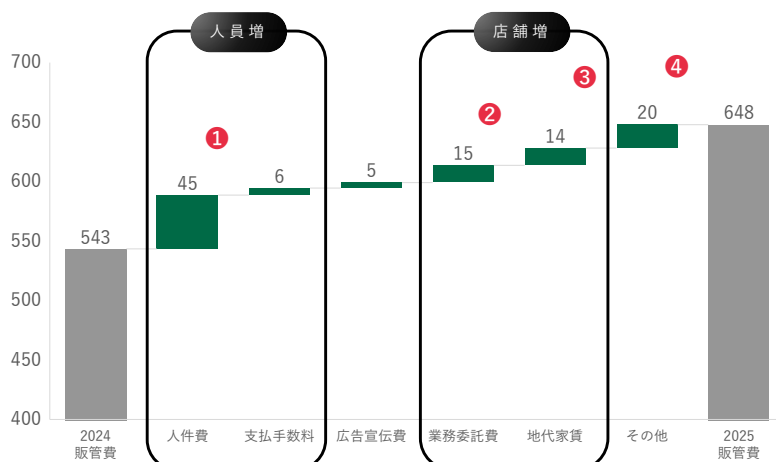 人員増
店舗増
700
650
600
550
500
450
400
543
❶
45
6
5
❷
15
❸
14
❹
20
648
2024
販管費
人件費
支払手数料
広告宣伝費
業務委託費
地代家賃
その他
2025
販管費